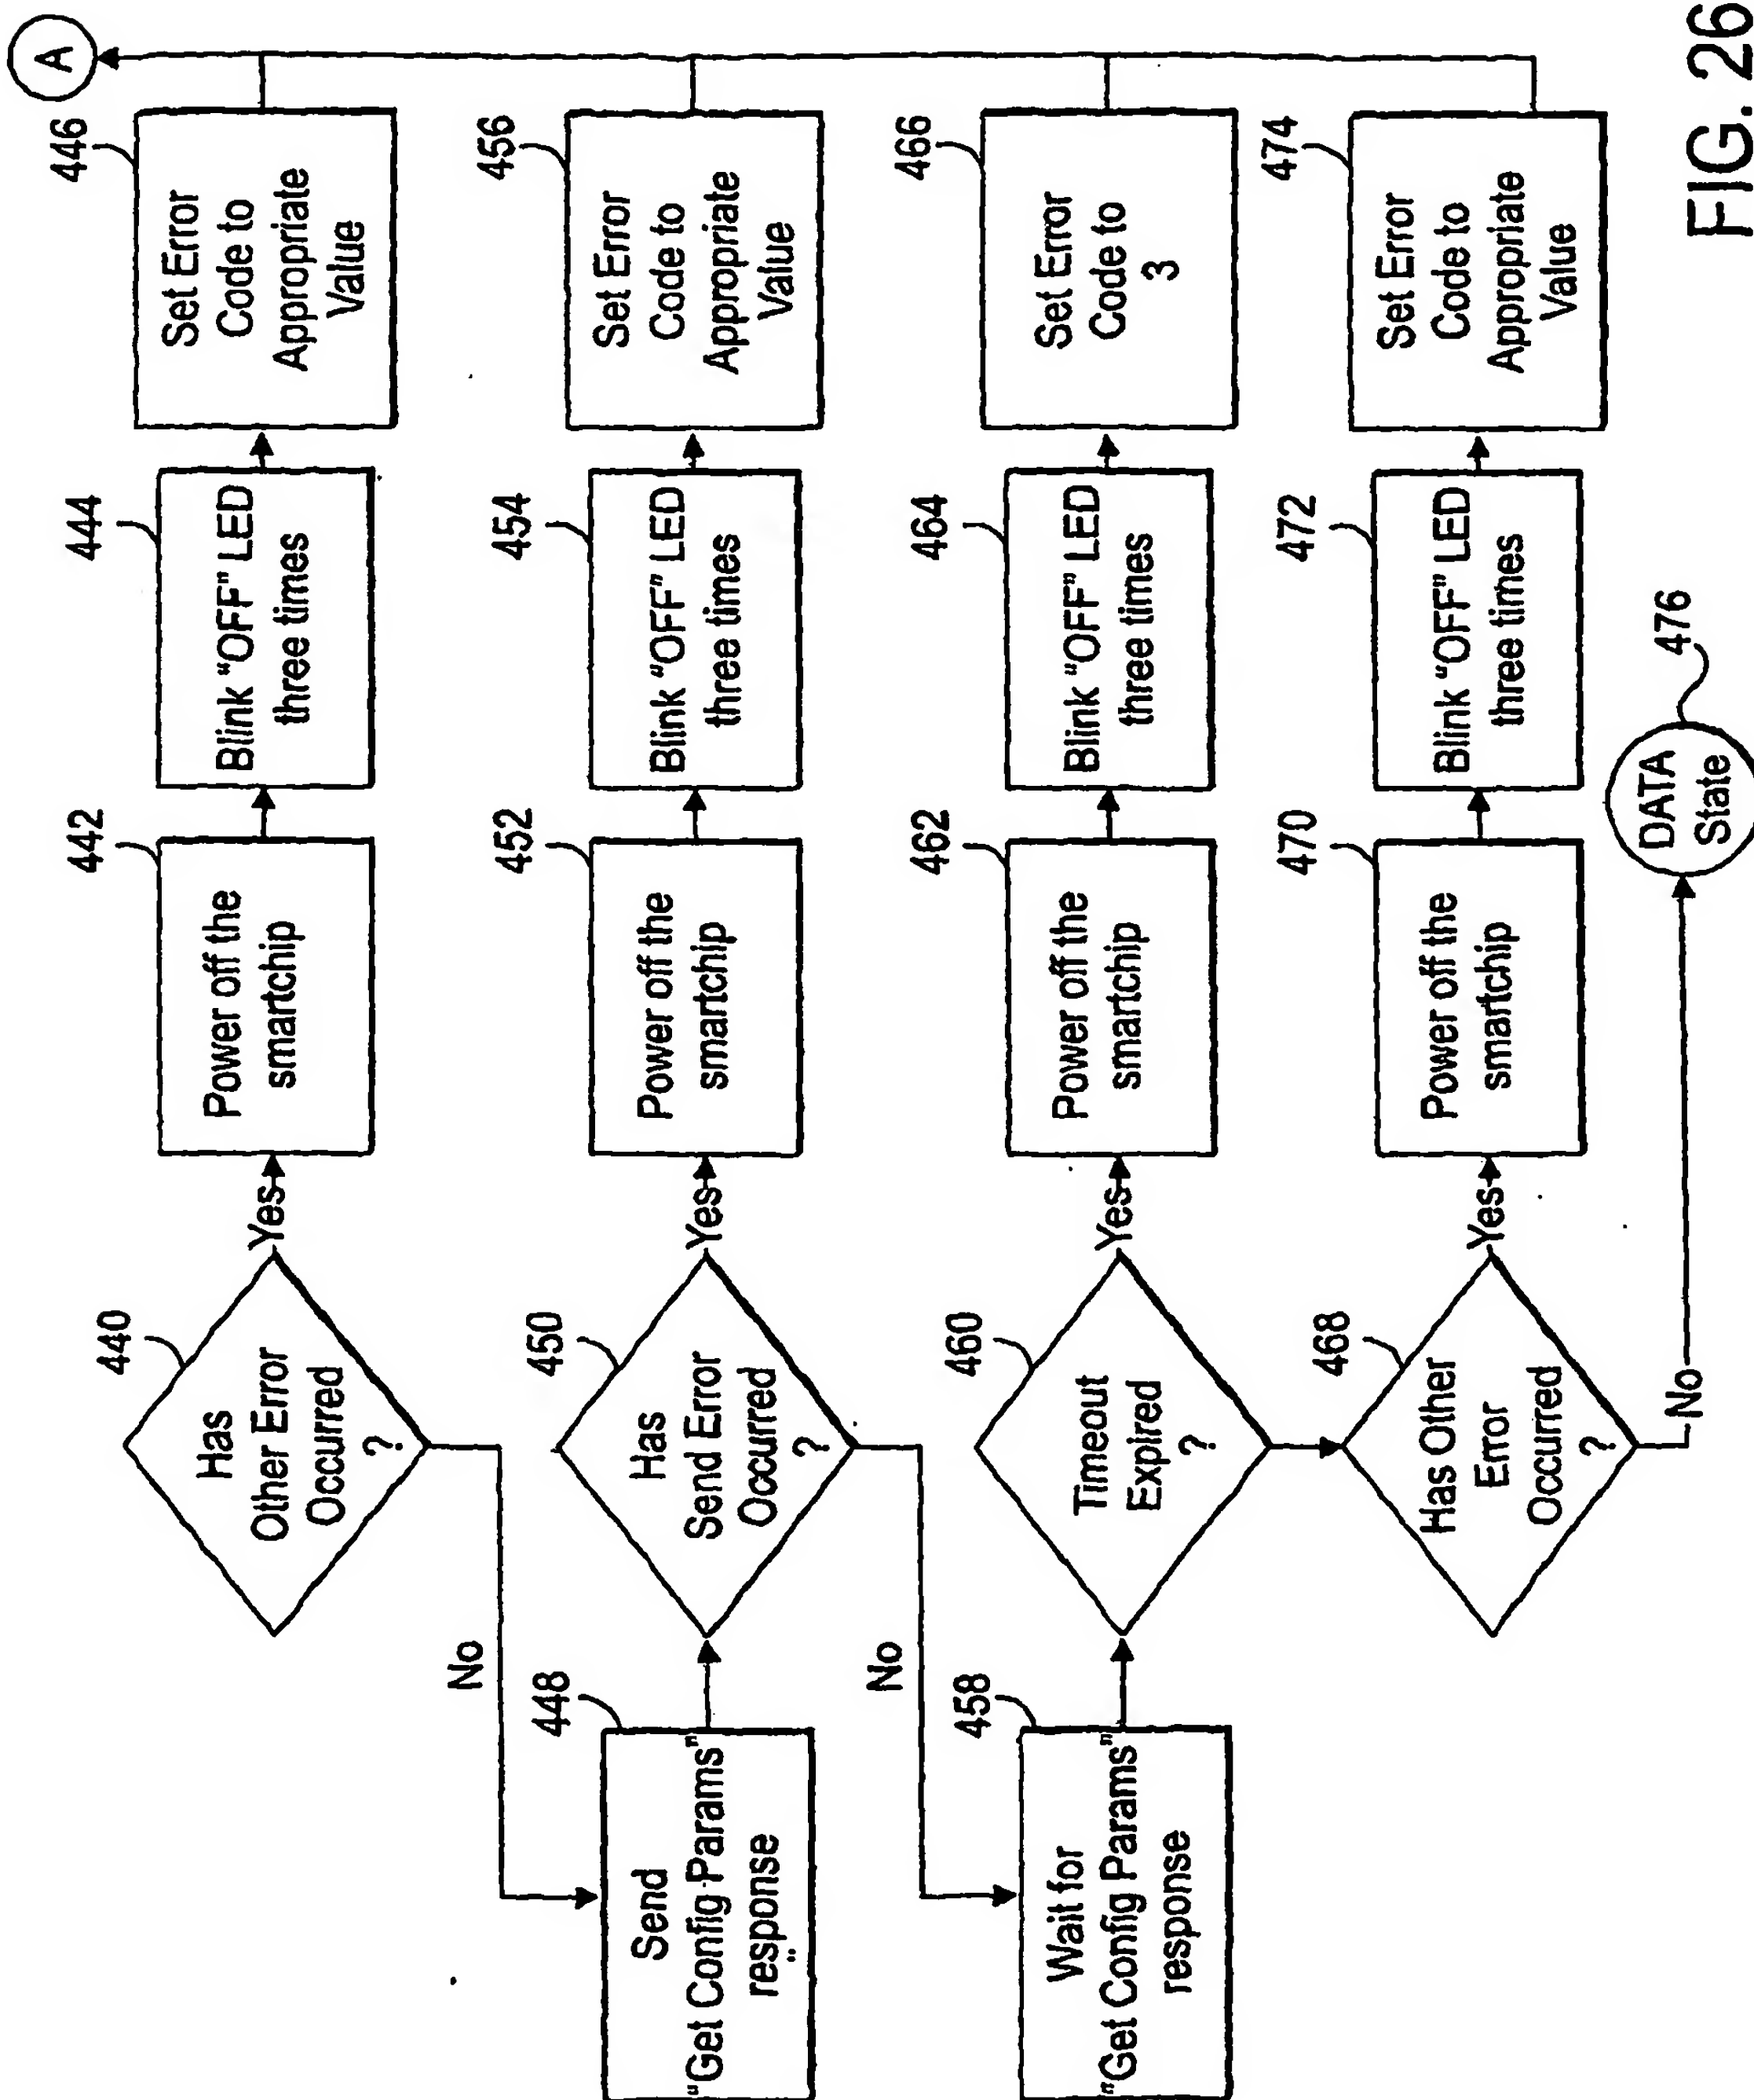 A
440
Has
Other Error
Occurred
?
Yes
442
Power off the
smartchip
444
Blink "OFF" LED
three times
446
Set Error
Code to
Appropriate
Value
No
448
Send
"Get Config Params"
response
450
Has
Send Error
Occurred
?
Yes
452
Power off the
smartchip
454
Blink "OFF" LED
three times
456
Set Error
Code to
Appropriate
Value
No
458
Wait for
"Get Config Params"
response
460
Timeout
Expired
?
Yes
462
Power off the
smartchip
464
Blink "OFF" LED
three times
466
Set Error
Code to
3
468
Has Other
Error
Occurred
?
Yes
470
Power off the
smartchip
472
Blink "OFF" LED
three times
474
Set Error
Code to
Appropriate
Value
No
DATA
State
476
FIG. 26